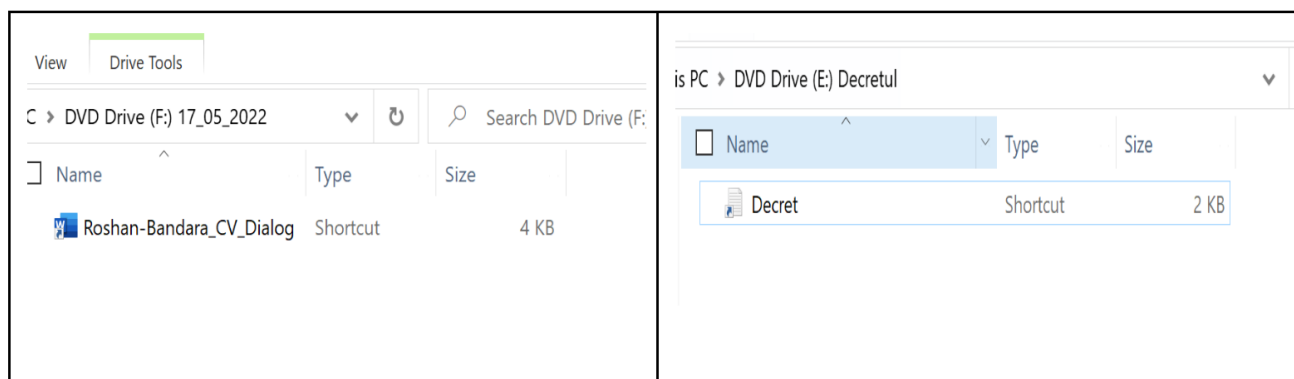 View Drive Tools
C > DVD Drive (F:) 17_05_2022
Search DVD Drive (F:
Name Type Size
Roshan-Bandara_CV_Dialog Shortcut 4 KB
is PC > DVD Drive (E:) Decretul
Name Type Size
Decret Shortcut 2 KB